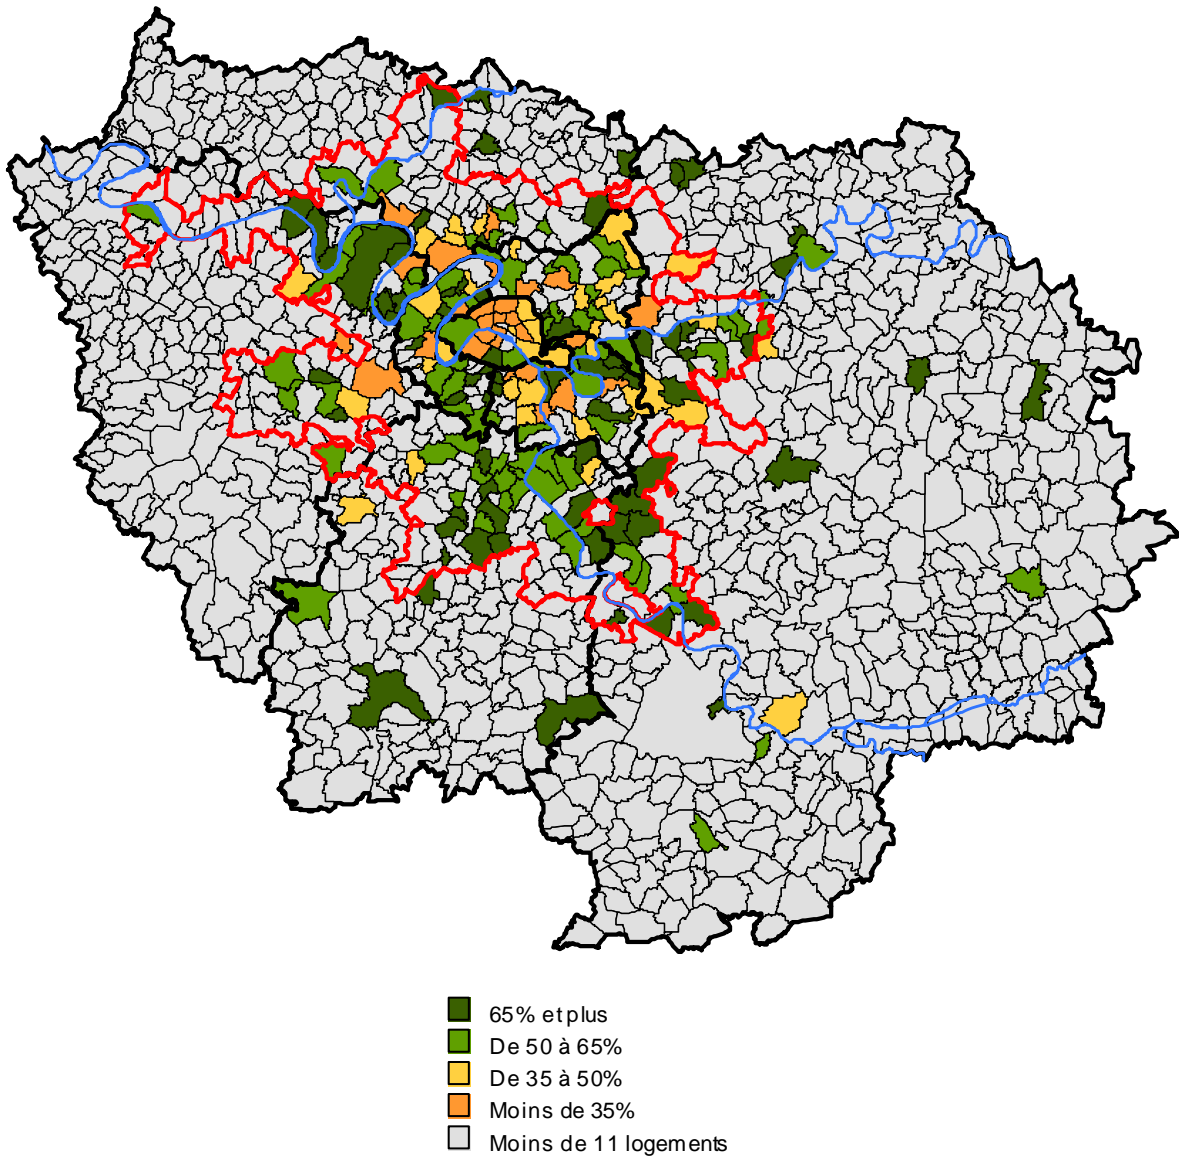 65% et plus
De 50 à 65%
De 35 à 50%
Moins de 35%
Moins de 11 logements